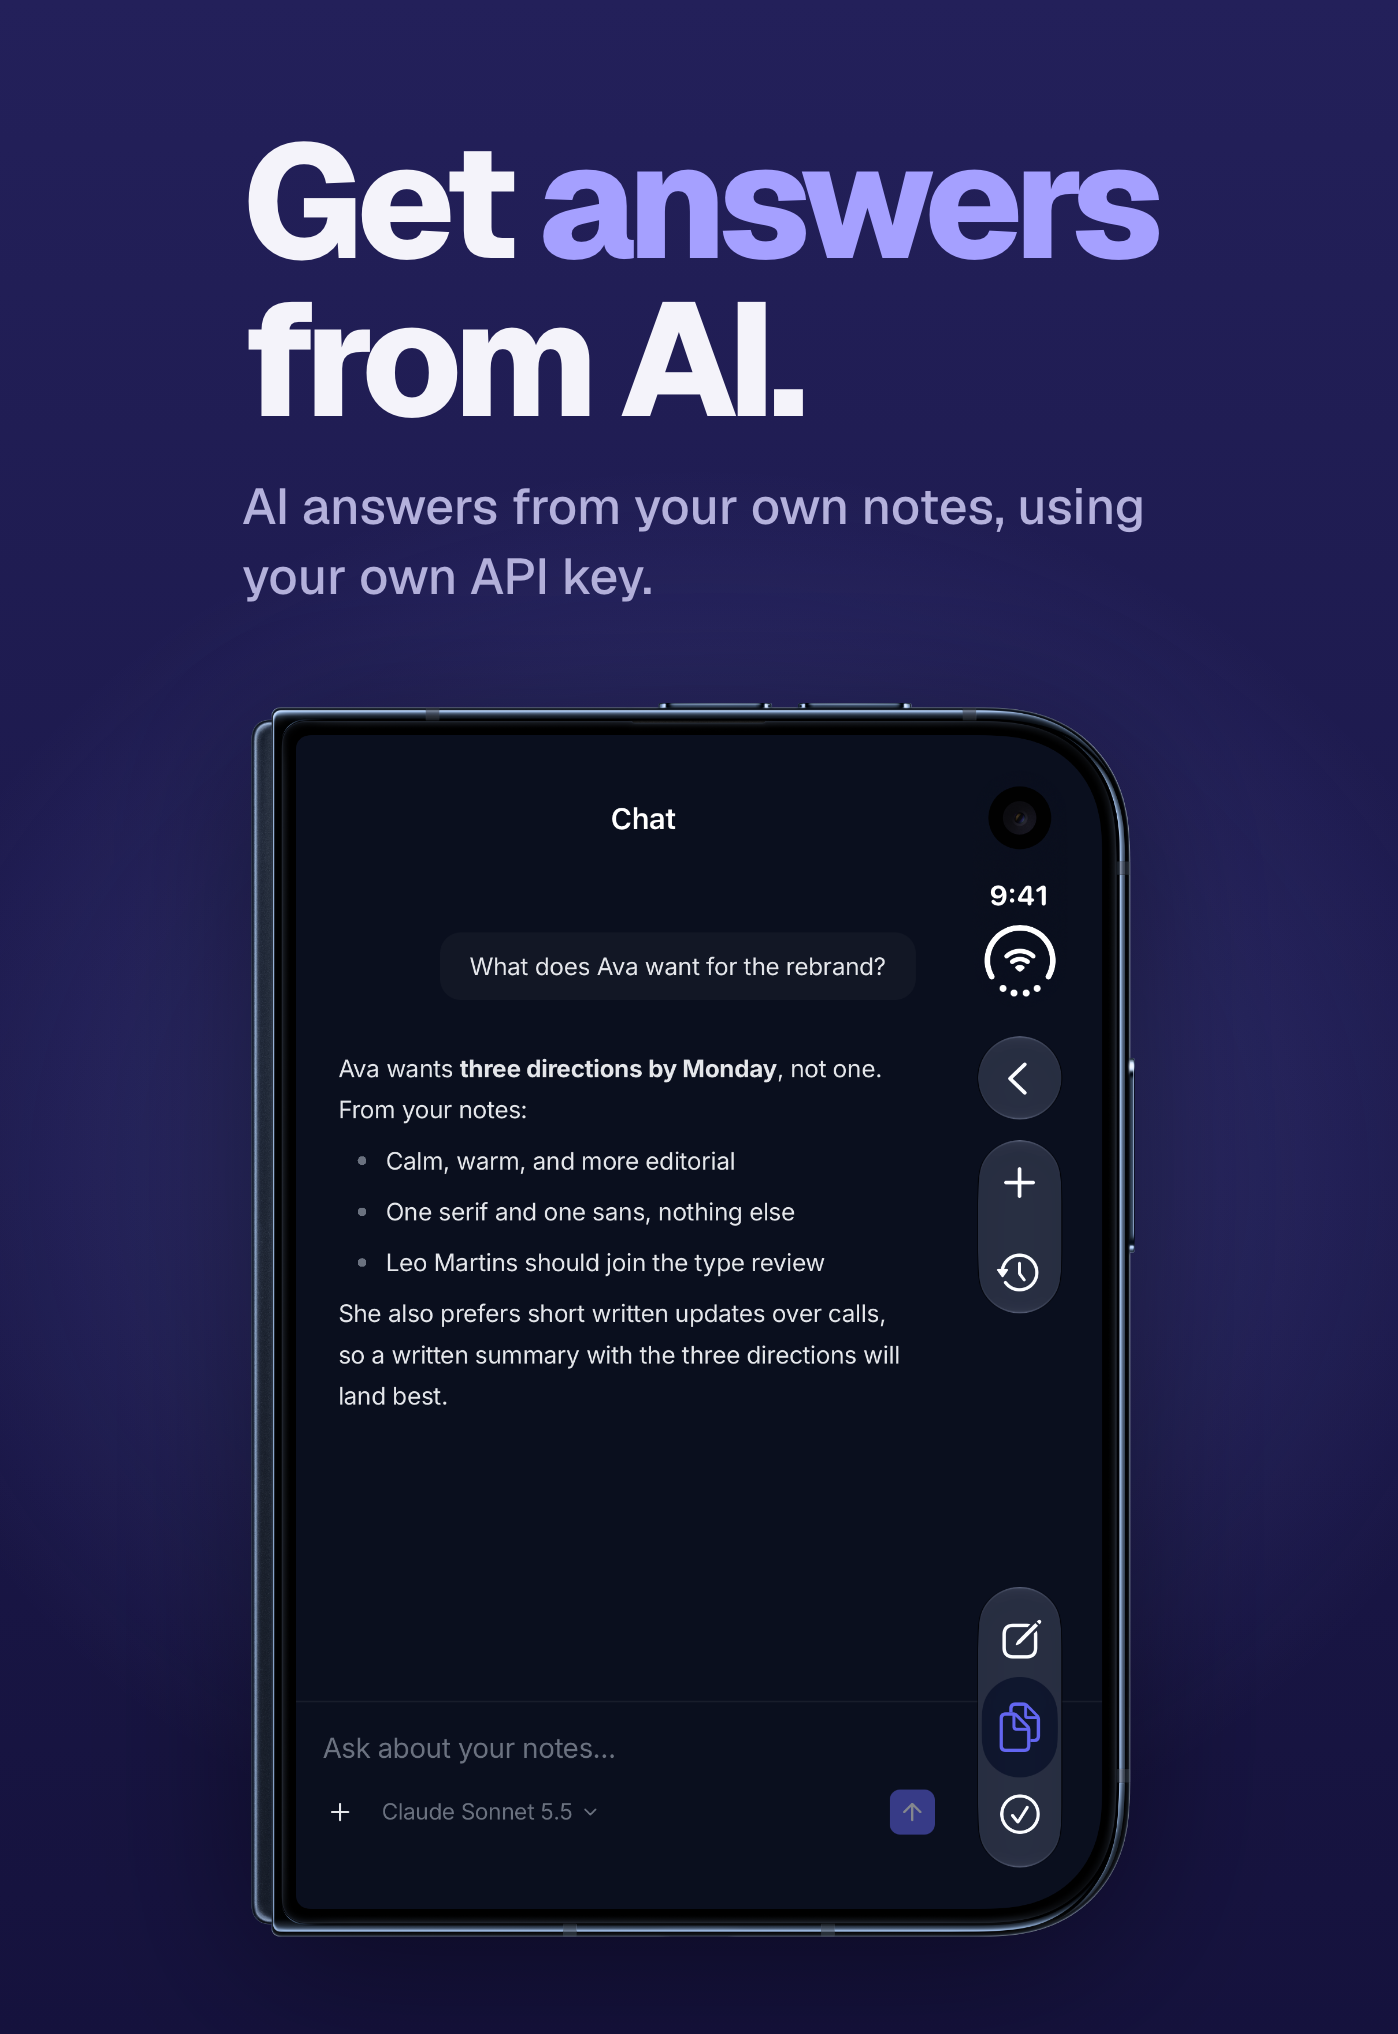 Get answers
from AI.
AI answers from your own notes, using
your own API key.
Chat
9:41
What does Ava want for the rebrand?
Ava wants three directions by Monday, not one.
From your notes:
Calm, warm, and more editorial
One serif and one sans, nothing else
Leo Martins should join the type review
She also prefers short written updates over calls,
so a written summary with the three directions will
land best.
Ask about your notes...
Claude Sonnet 5.5